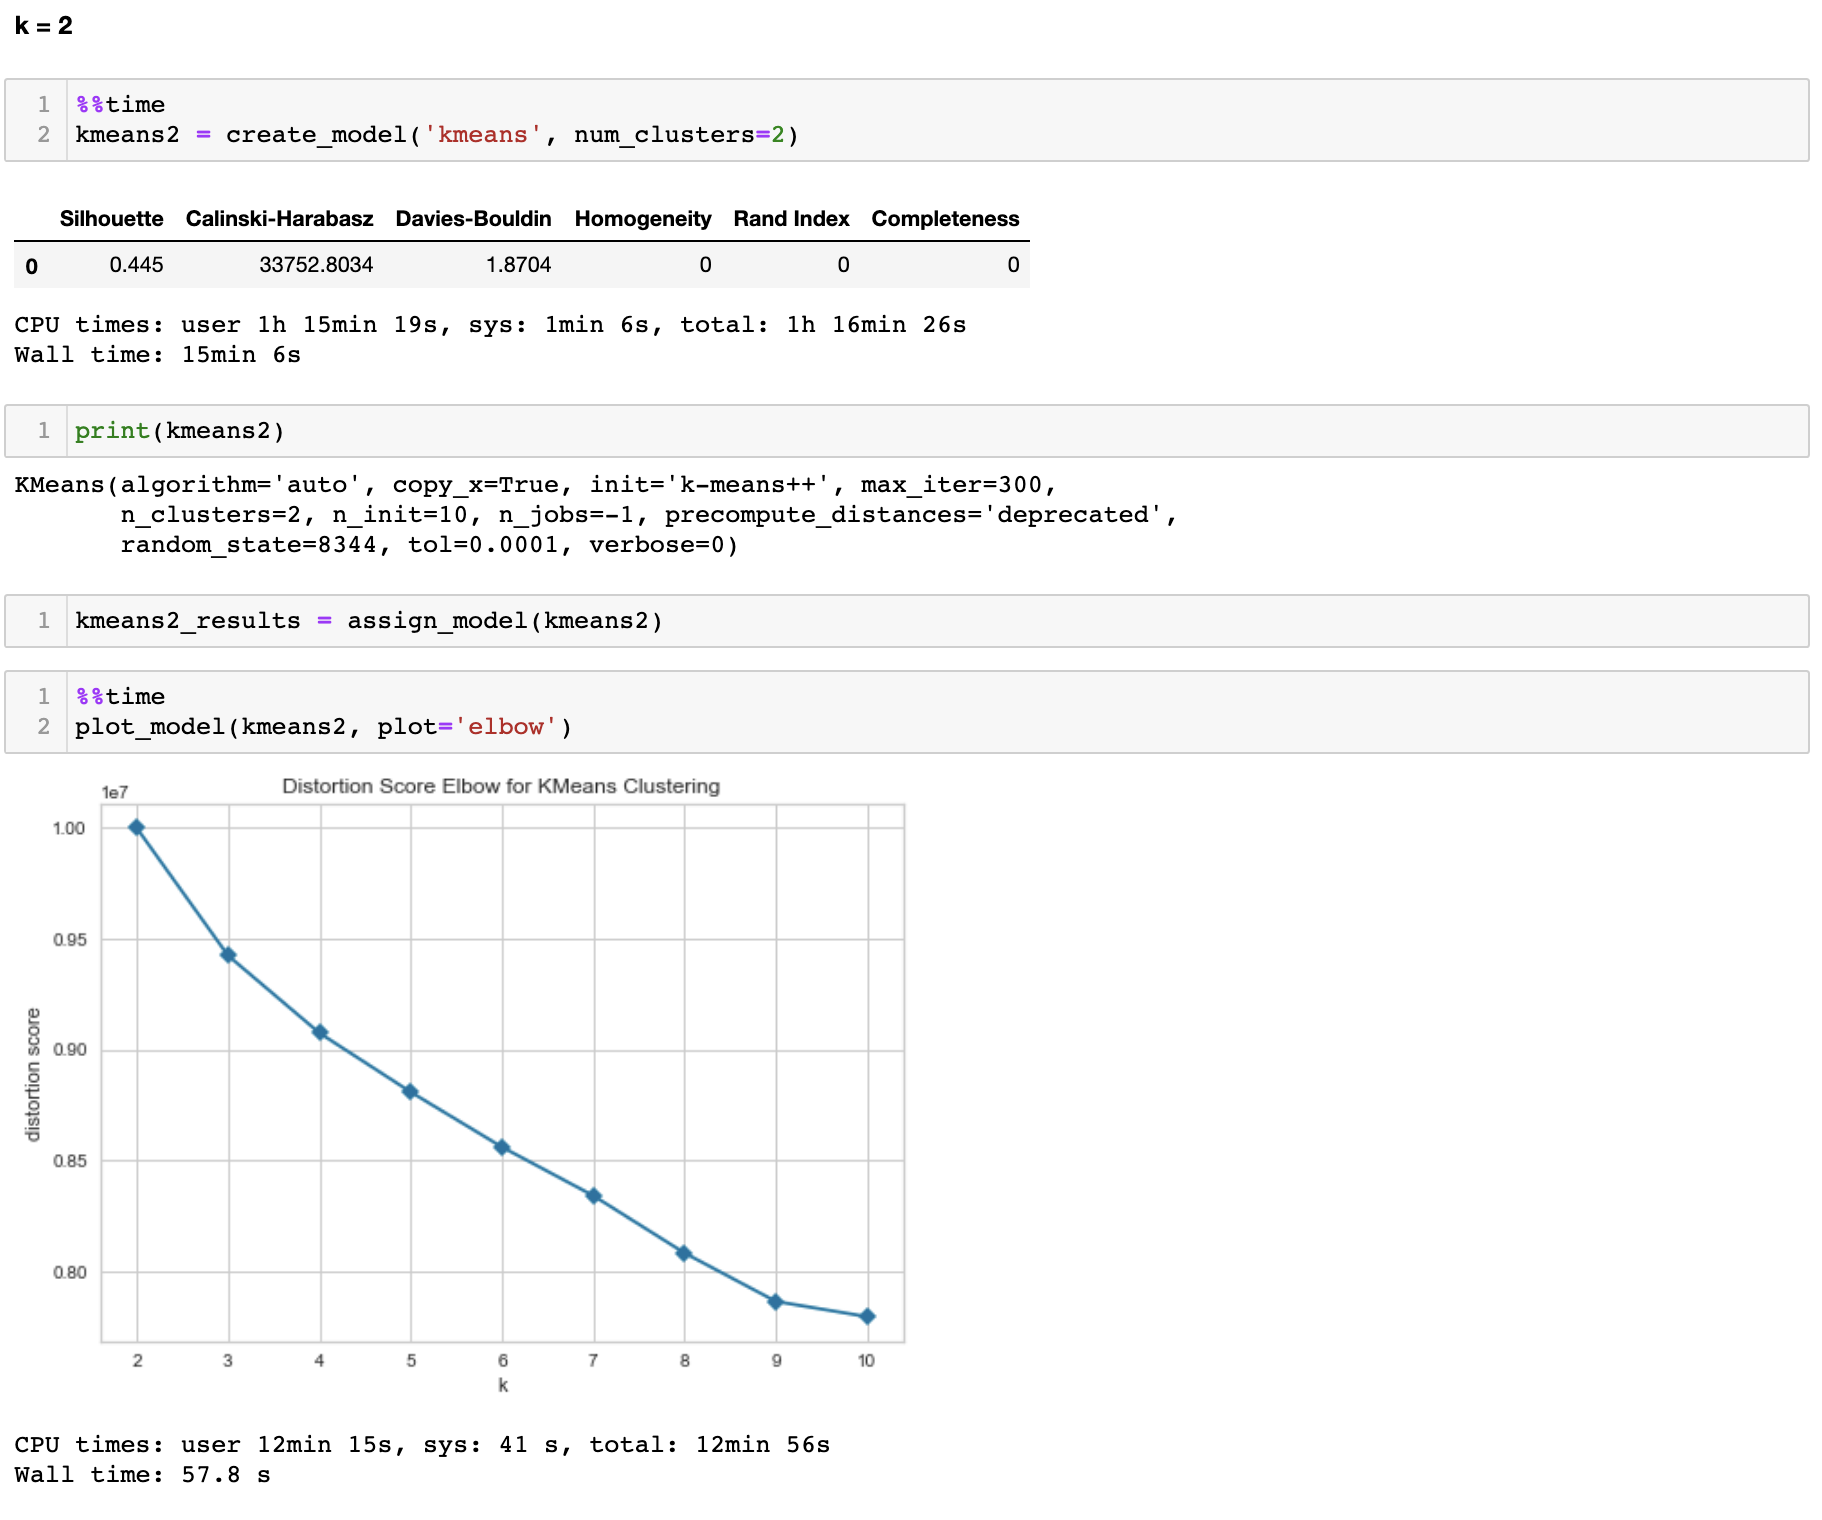 k = 2
1 %%time
2 kmeans2 = create_model('kmeans', num_clusters=2)
Silhouette Calinski-Harabasz Davies-Bouldin Homogeneity Rand Index Completeness
0 0.445 33752.8034 1.8704 0 0 0
CPU times: user 1h 15min 19s, sys: 1min 6s, total: 1h 16min 26s
Wall time: 15min 6s
1 print(kmeans2)
KMeans(algorithm='auto', copy_x=True, init='k-means++', max_iter=300,
n_clusters=2, n_init=10, n_jobs=-1, precompute_distances='deprecated',
random_state=8344, tol=0.0001, verbose=0)
1 kmeans2_results = assign_model(kmeans2)
1 %%time
2 plot_model(kmeans2, plot='elbow')
Distortion Score Elbow for KMeans Clustering
1e7
1.00
0.95
0.90
0.85
0.80
distortion score
2 3 4 5 6 7 8 9 10
k
CPU times: user 12min 15s, sys: 41 s, total: 12min 56s
Wall time: 57.8 s